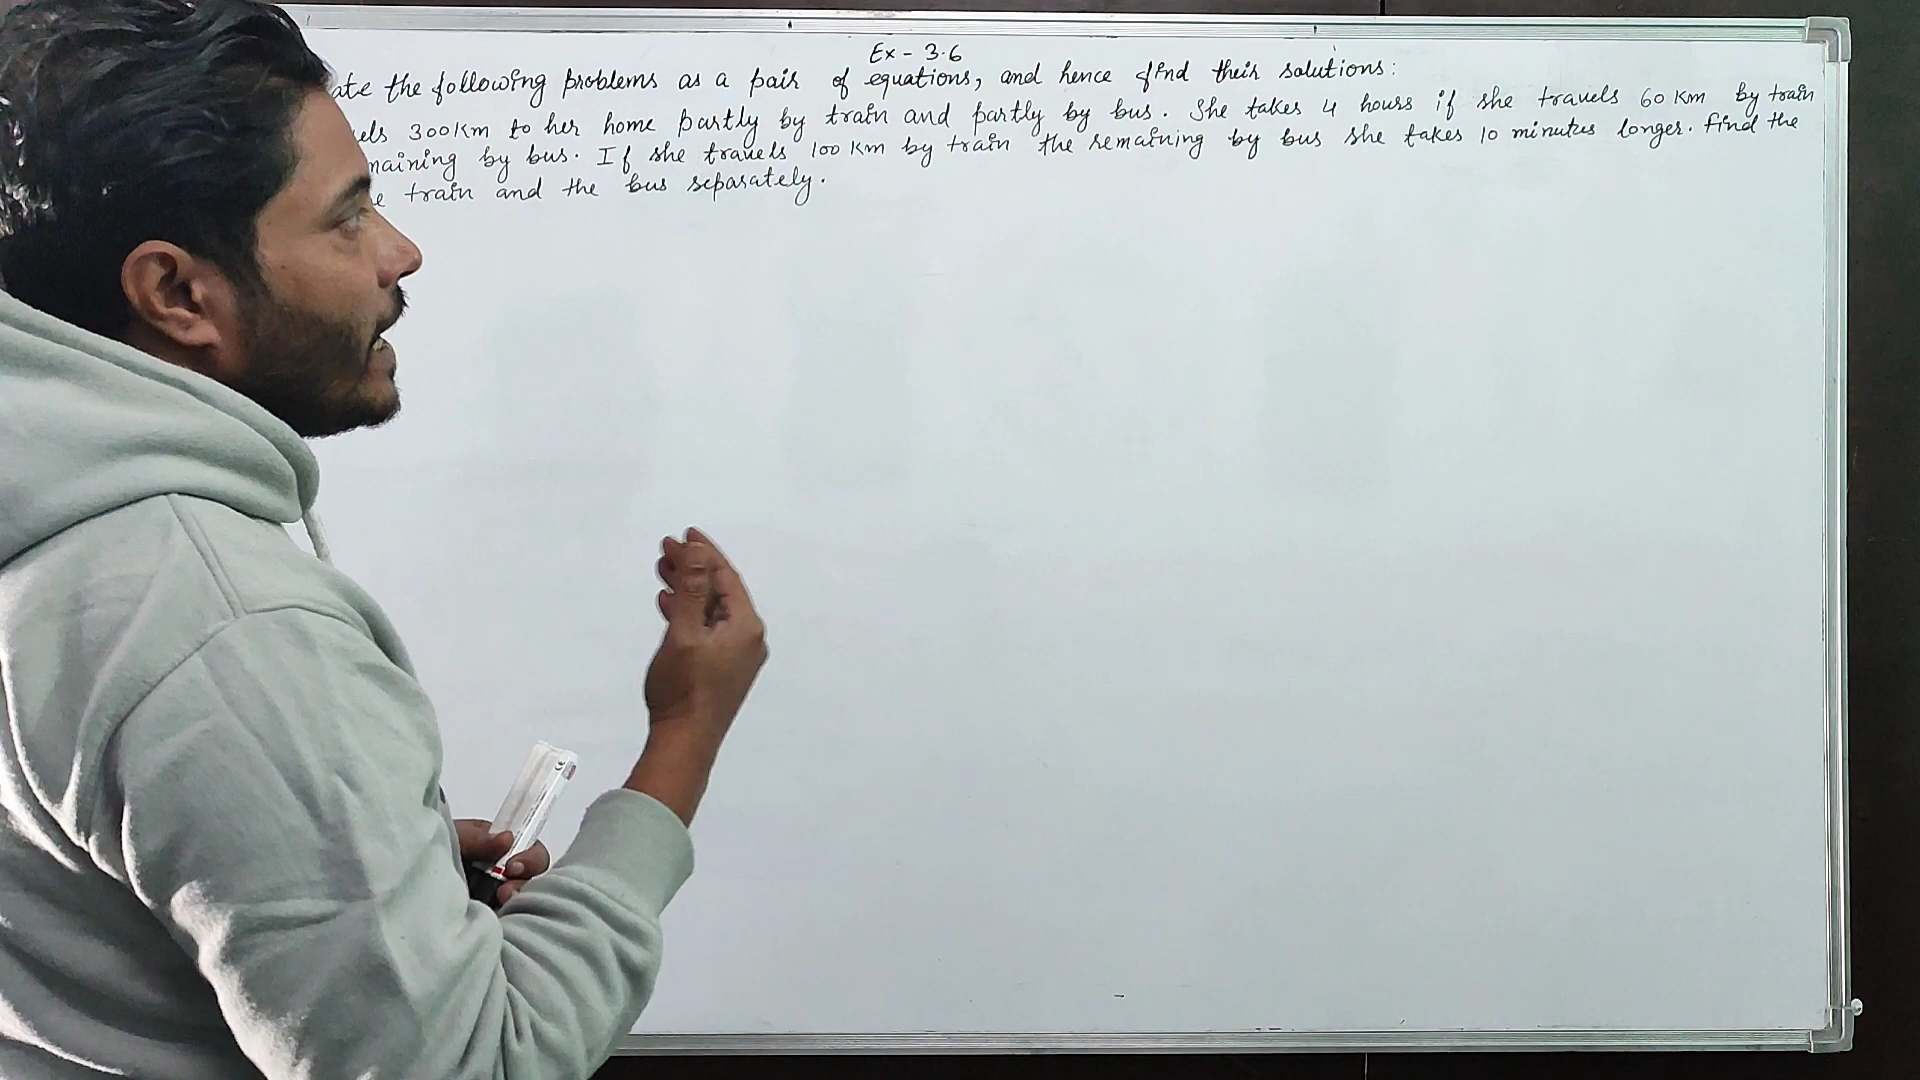 Ex - 3.6
ate the following problems as a pair of equations, and hence find their solutions:
els 300km to her home partly by train and partly by bus. She takes 4 hours if she travels 60 Km by train
maining by bus. If she travels 100 Km by train the remaining by bus she takes 10 minutes longer. Find the
e train and the bus separately.